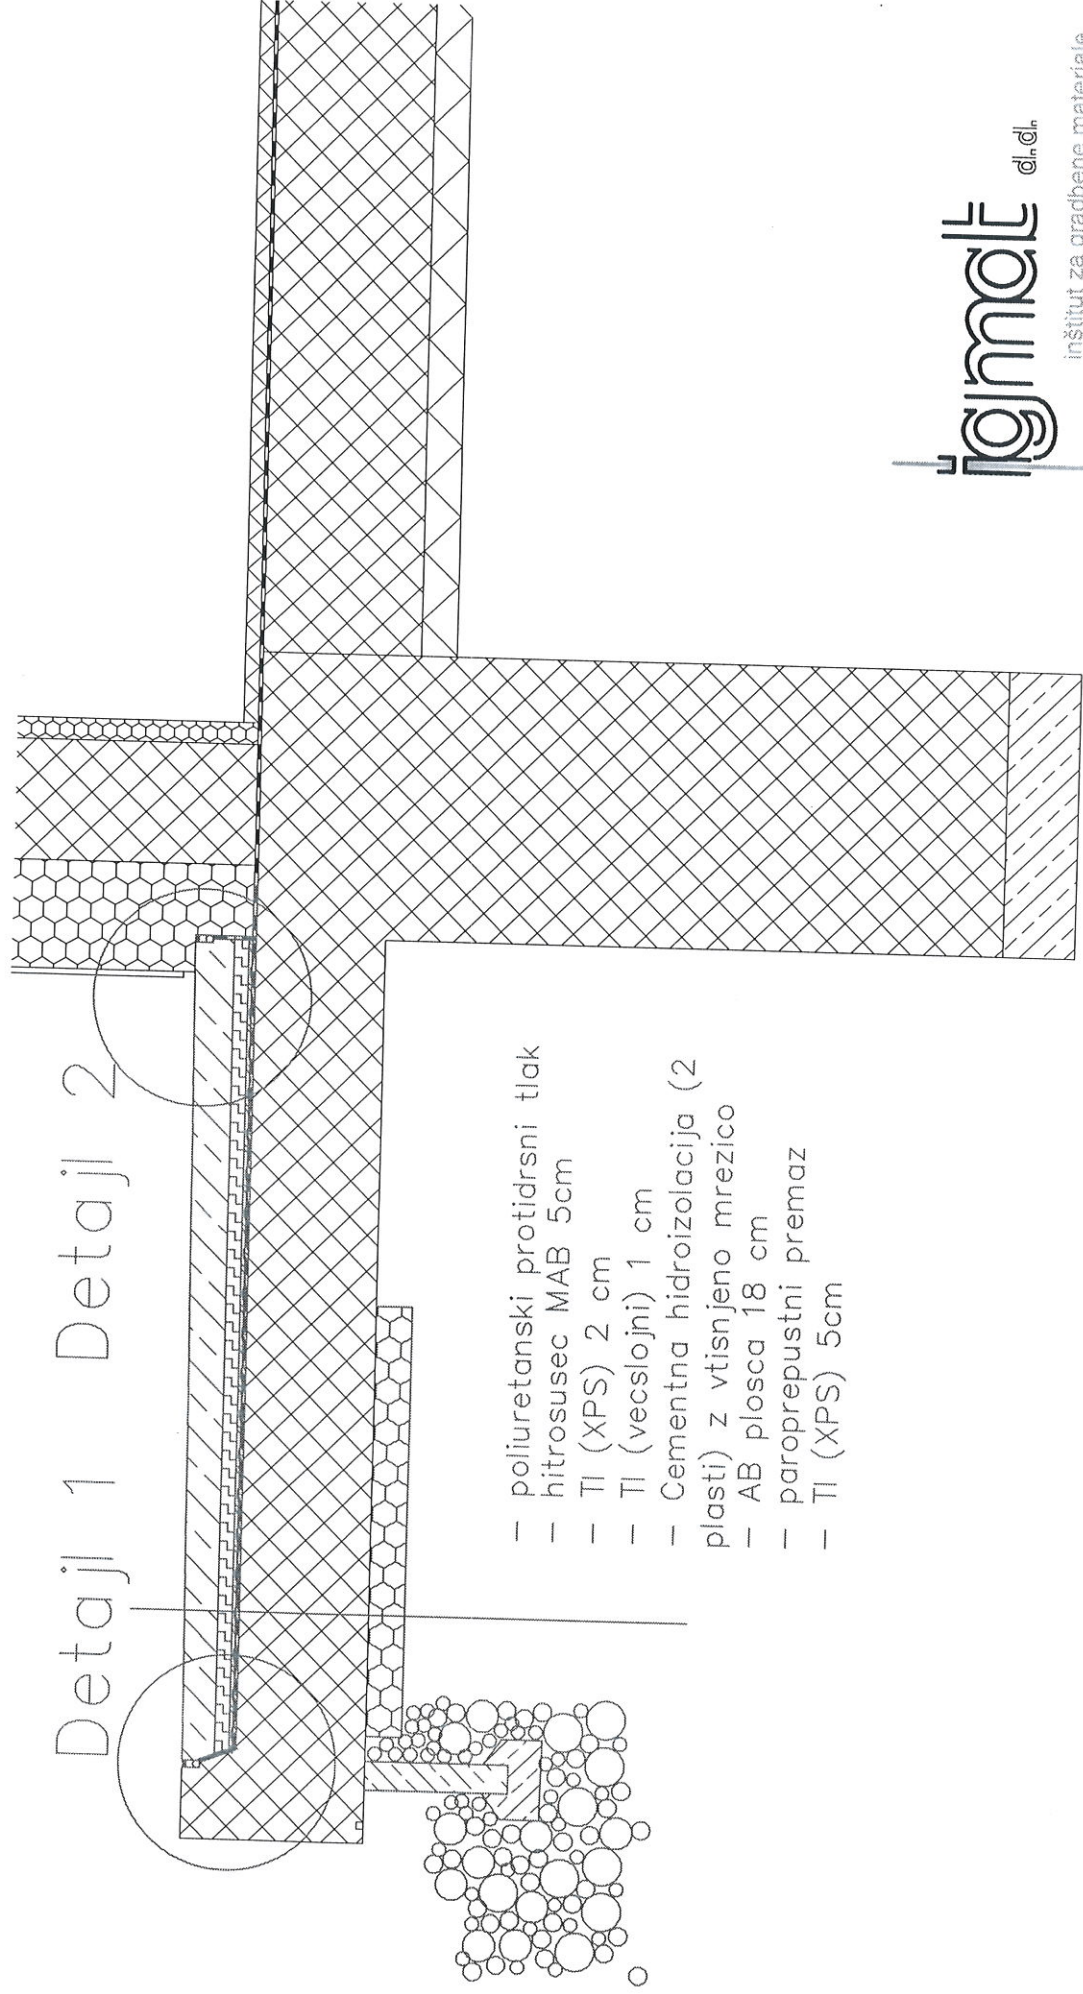 Detajl 1 Detajl 2
- poliuretanski protidrsni tlak
- hitrosusec MAB 5cm
- TI (XPS) 2 cm
- TI (vecslojni) 1 cm
- Cementna hidroizolacija (2
plasti) z vtisnjeno mrezico
- AB plosca 18 cm
- paroprepustni premaz
- TI (XPS) 5cm
igmat d.d.
inštitut za gradbene materiale